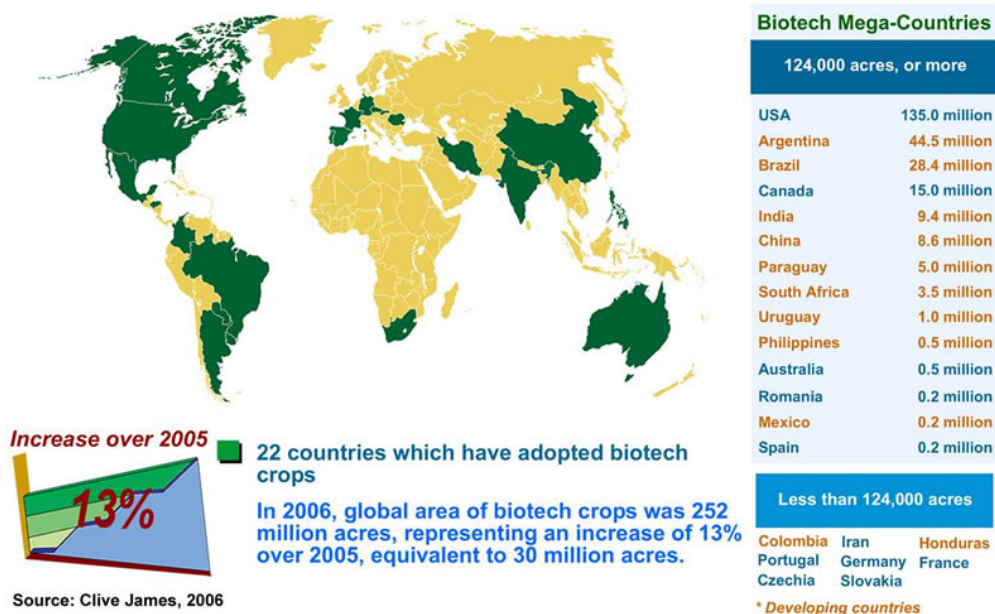 Biotech Mega-Countries
124,000 acres, or more
USA 135.0 million
Argentina 44.5 million
Brazil 28.4 million
Canada 15.0 million
India 9.4 million
China 8.6 million
Paraguay 5.0 million
South Africa 3.5 million
Uruguay 1.0 million
Philippines 0.5 million
Australia 0.5 million
Romania 0.2 million
Mexico 0.2 million
Spain 0.2 million
Less than 124,000 acres
Colombia Iran Honduras
Portugal Germany France
Czechia Slovakia
* Developing countries
Increase over 2005
13%
22 countries which have adopted biotech
crops
In 2006, global area of biotech crops was 252
million acres, representing an increase of 13%
over 2005, equivalent to 30 million acres.
Source: Clive James, 2006